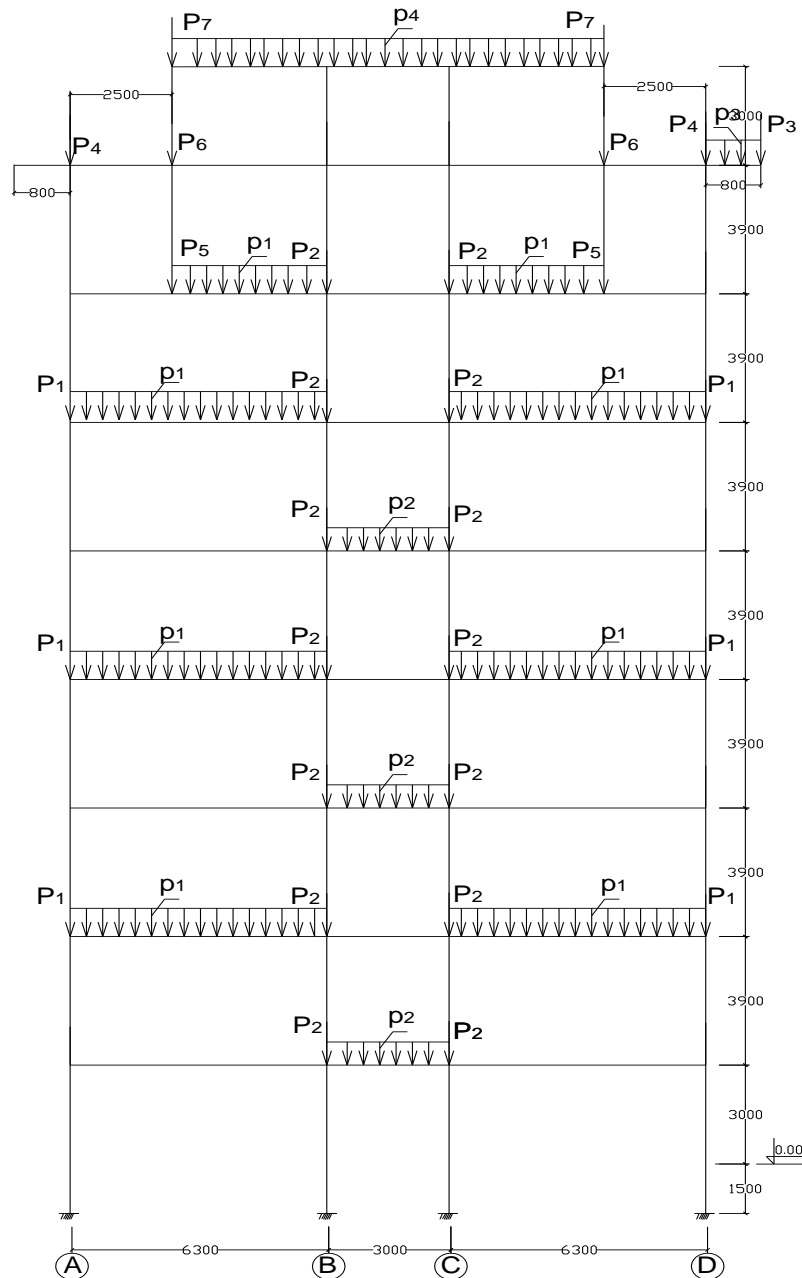 P7 p4 P7
2500 2500
3000
P4 P6 P6 P4 p3 P3
800 800
3900
P5 p1 P2 P2 p1 P5
3900
P1 p1 P2 P2 p1 P1
3900
P2 p2 P2
3900
P1 p1 P2 P2 p1 P1
3900
P2 p2 P2
3900
P1 p1 P2 P2 p1 P1
3900
P2 p2 P2
3000
0.00
1500
6300 3000 6300
A B C D